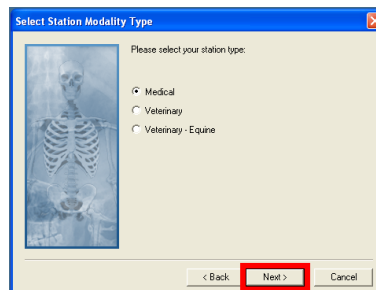 Select Station Modality Type
Please select your station type:
Medical
Veterinary
Veterinary - Equine
< Back
Next >
Cancel